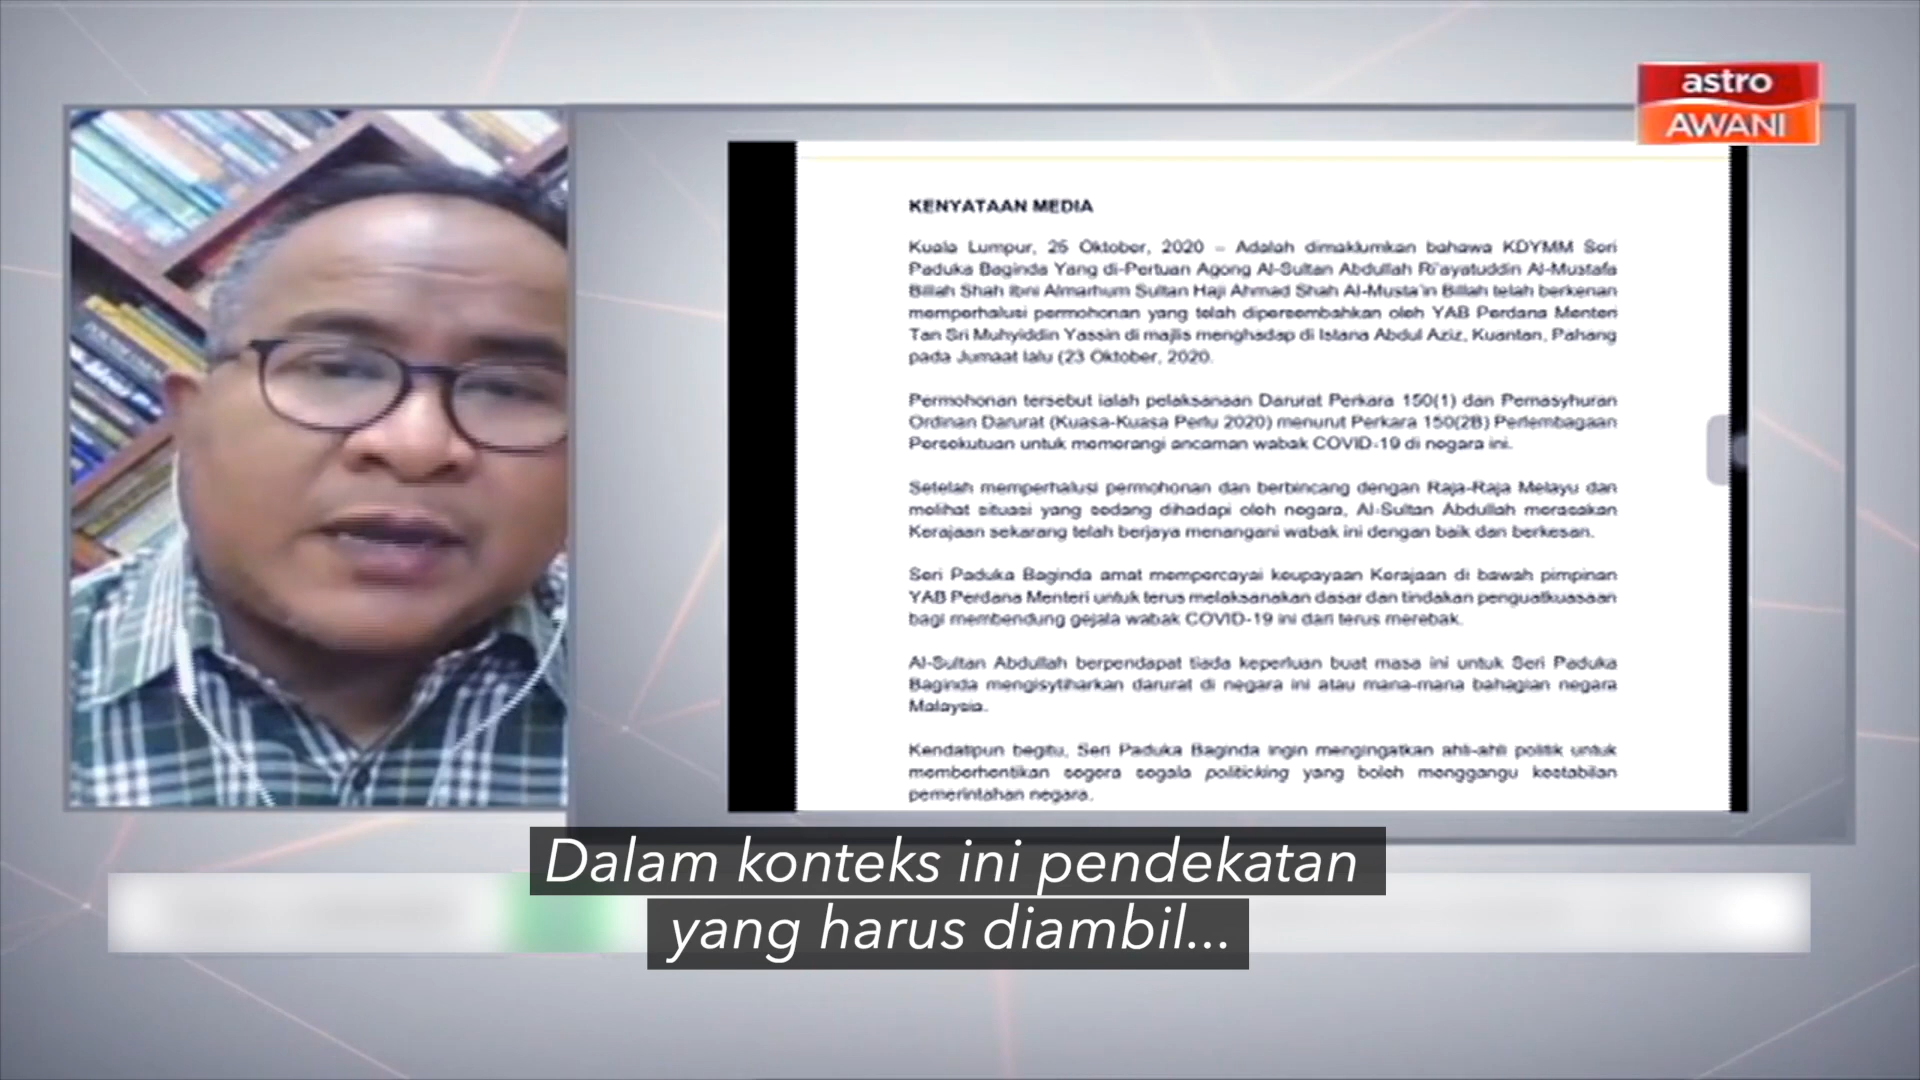 astro
AWANI
KENYATAAN MEDIA
Kuala Lumpur, 25 Oktober, 2020 – Adalah dimaklumkan bahawa KDYMM Seri
Paduka Baginda Yang di-Pertuan Agong Al-Sultan Abdullah Ri'ayatuddin Al-Mustafa
Billah Shah Ibni Almarhum Sultan Haji Ahmad Shah Al-Musta'in Billah telah berkenan
memperhalusi permohonan yang telah dipersembahkan oleh YAB Perdana Menteri
Tan Sri Muhyiddin Yassin di majlis menghadap di Istana Abdul Aziz, Kuantan, Pahang
pada Jumaat lalu (23 Oktober, 2020.
Permohonan tersebut ialah pelaksanaan Darurat Perkara 150(1) dan Pemasyhuran
Ordinan Darurat (Kuasa-Kuasa Perlu 2020) menurut Perkara 150(2B) Perlembagaan
Persekutuan untuk memerangi ancaman wabak COVID-19 di negara ini.
Setelah memperhalusi permohonan dan berbincang dengan Raja-Raja Melayu dan
melihat situasi yang sedang dihadapi oleh negara, Al-Sultan Abdullah merasakan
Kerajaan sekarang telah berjaya menangani wabak ini dengan baik dan berkesan.
Seri Paduka Baginda amat mempercayai keupayaan Kerajaan di bawah pimpinan
YAB Perdana Menteri untuk terus melaksanakan dasar dan tindakan penguatkuasaan
bagi membendung gejala wabak COVID-19 ini dari terus merebak.
Al-Sultan Abdullah berpendapat tiada keperluan buat masa ini untuk Seri Paduka
Baginda mengisytiharkan darurat di negara ini atau mana-mana bahagian negara
Malaysia.
Kendatipun begitu, Seri Paduka Baginda ingin mengingatkan ahli-ahli politik untuk
memberhentikan segera segala politicking yang boleh menggangu kestabilan
pemerintahan negara.
Dalam konteks ini pendekatan
yang harus diambil...